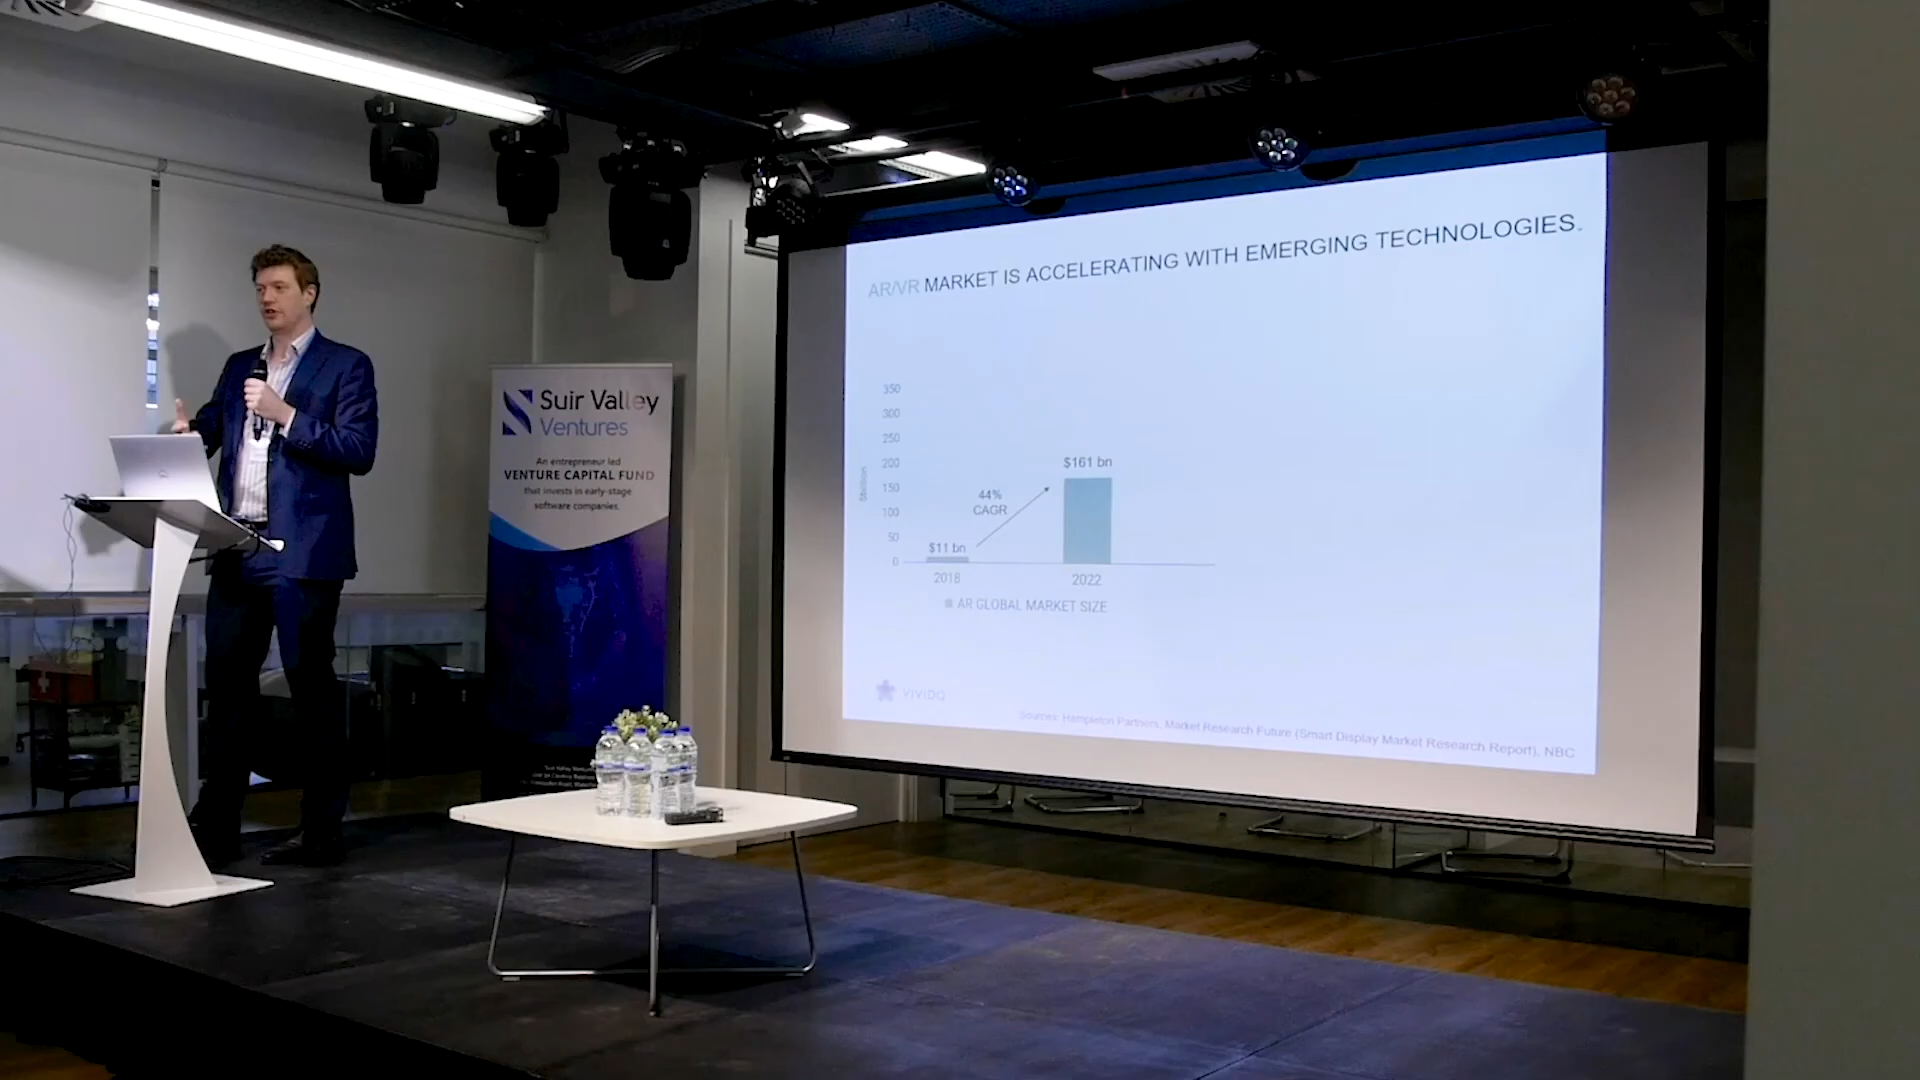 Suir Valley
Ventures
An entrepreneur led
VENTURE CAPITAL FUND
that invests in early-stage
software companies.
AR/VR MARKET IS ACCELERATING WITH EMERGING TECHNOLOGIES.
350
300
250
200
150
100
50
0
$billion
$161 bn
44%
CAGR
$11 bn
2018
2022
AR GLOBAL MARKET SIZE
VIVIDQ
Sources: Hampleton Partners, Market Research Future (Smart Display Market Research Report), NBC